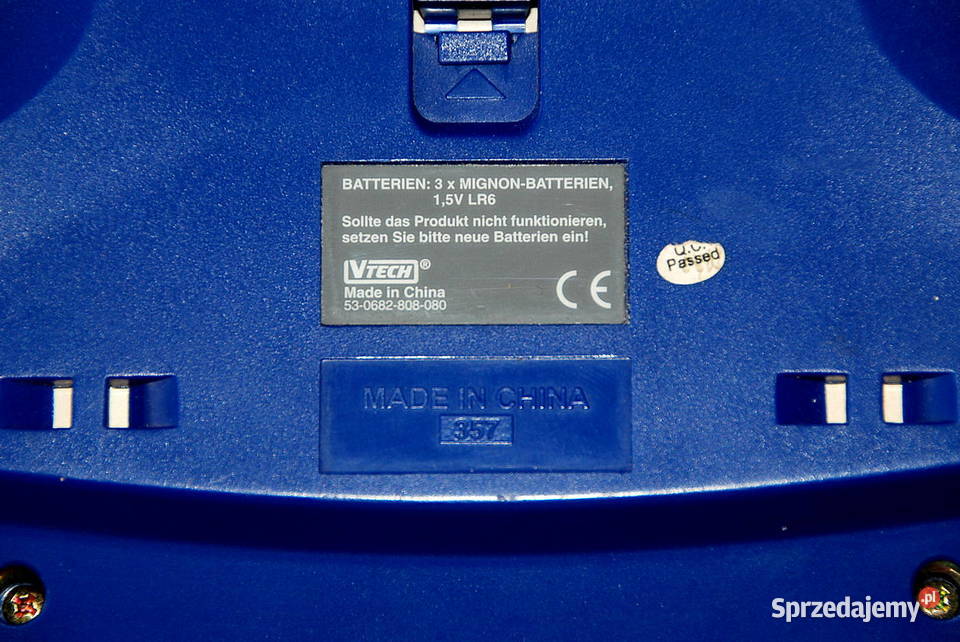 BATTERIEN: 3 x MIGNON-BATTERIEN,
1,5V LR6
Sollte das Produkt nicht funktionieren,
setzen Sie bitte neue Batterien ein!
VTECH®
Made in China
53-0682-808-080
CE
Q.C.
Passed
MADE IN CHINA
357
Sprzedajemy.pl